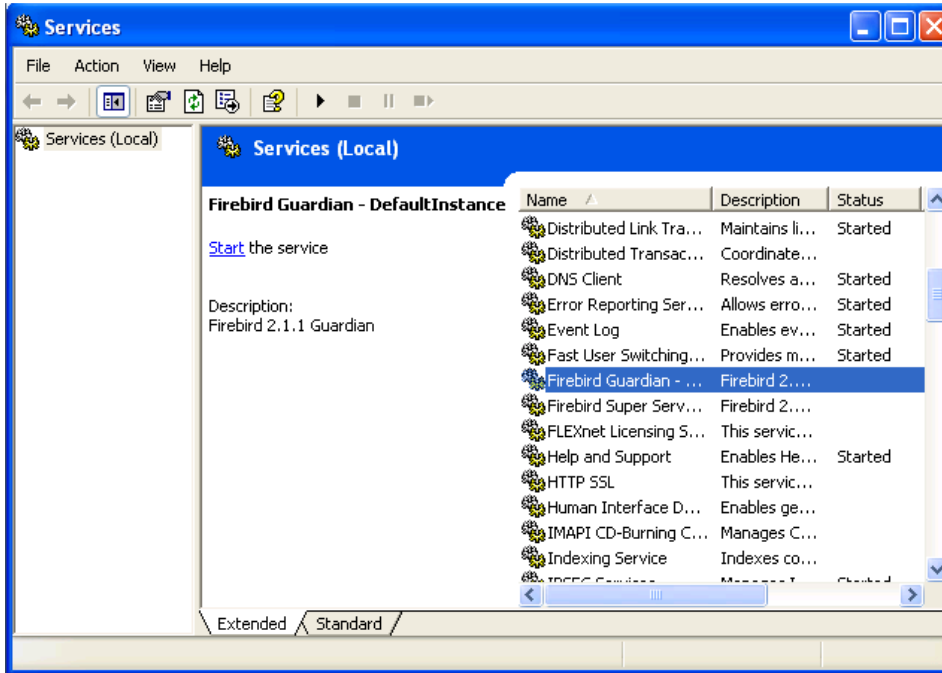 Services
File Action View Help
Services (Local)
Services (Local)
Firebird Guardian - DefaultInstance
Start the service
Description:
Firebird 2.1.1 Guardian
Name Description Status
Distributed Link Tra... Maintains li... Started
Distributed Transac... Coordinate...
DNS Client Resolves a... Started
Error Reporting Ser... Allows erro... Started
Event Log Enables ev... Started
Fast User Switching... Provides m... Started
Firebird Guardian - ... Firebird 2....
Firebird Super Serv... Firebird 2....
FLEXnet Licensing S... This servic...
Help and Support Enables He... Started
HTTP SSL This servic...
Human Interface D... Enables ge...
IMAPI CD-Burning C... Manages C...
Indexing Service Indexes co...
IPSEC Services Manages I... Started
Extended Standard